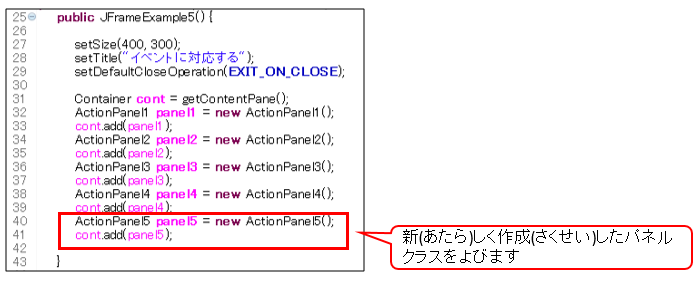 25 public JFrameExample5() {
26
27 setSize(400, 300);
28 setTitle("イベントに対応する");
29 setDefaultCloseOperation(EXIT_ON_CLOSE);
30
31 Container cont = getContentPane();
32 ActionPanel1 panel1 = new ActionPanel1();
33 cont.add(panel1);
34 ActionPanel2 panel2 = new ActionPanel2();
35 cont.add(panel2);
36 ActionPanel3 panel3 = new ActionPanel3();
37 cont.add(panel3);
38 ActionPanel4 panel4 = new ActionPanel4();
39 cont.add(panel4);
40 ActionPanel5 panel5 = new ActionPanel5();
41 cont.add(panel5);
42
43 }
新(あたら)しく作成(さくせい)したパネル
クラスをよびます